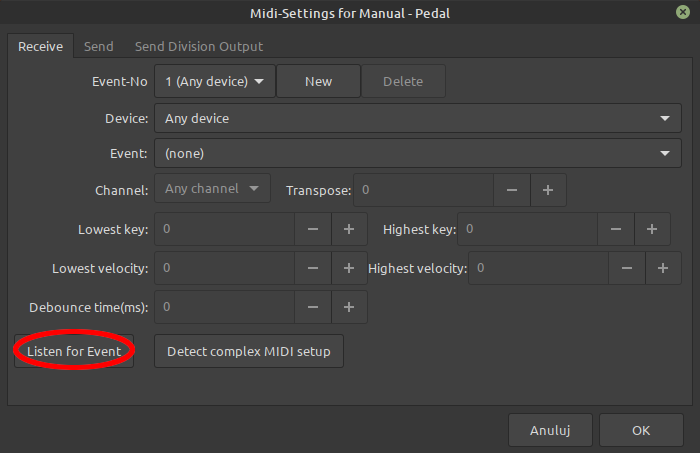 Midi-Settings for Manual - Pedal
Receive Send Send Division Output
Event-No 1 (Any device) New Delete
Device: Any device
Event: (none)
Channel: Any channel Transpose: 0 − +
Lowest key: 0 − + Highest key: 0 − +
Lowest velocity: 0 − + Highest velocity: 0 − +
Debounce time(ms): 0 − +
Listen for Event Detect complex MIDI setup
Anuluj OK